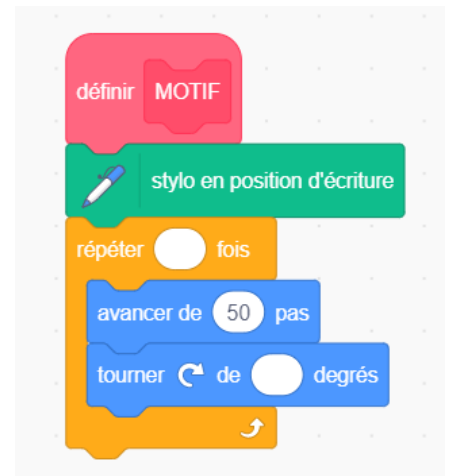 définir MOTIF
stylo en position d'écriture
répéter fois
avancer de 50 pas
tourner de degrés